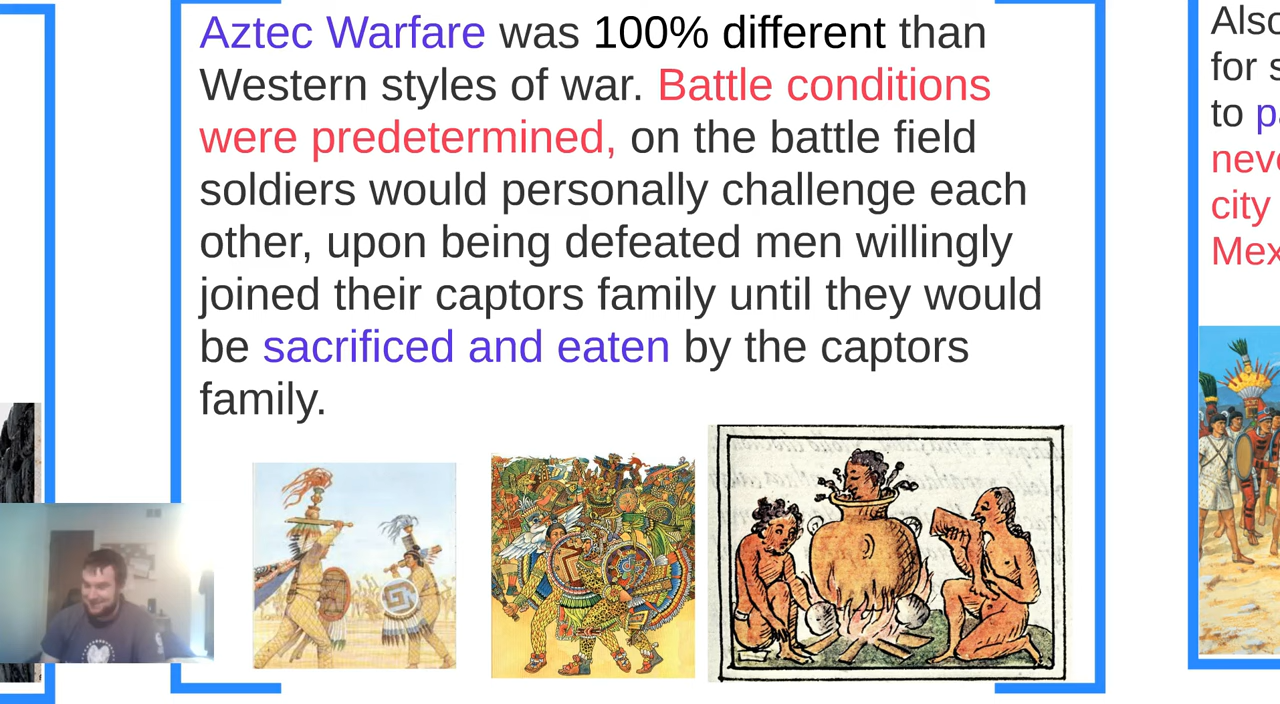 Aztec Warfare was 100% different than
Western styles of war. Battle conditions
were predetermined, on the battle field
soldiers would personally challenge each
other, upon being defeated men willingly
joined their captors family until they would
be sacrificed and eaten by the captors
family.
Also
for
to
city